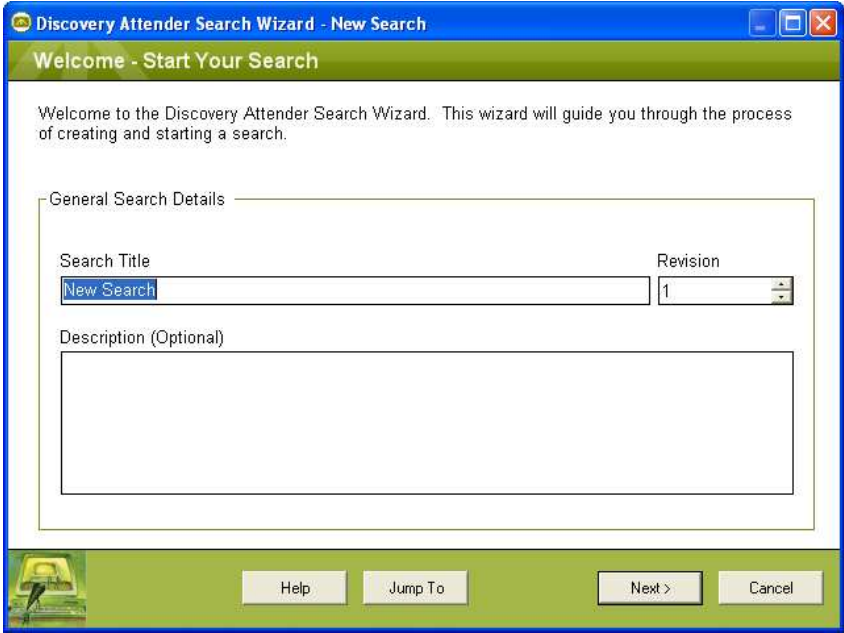 Discovery Attender Search Wizard - New Search
Welcome - Start Your Search
Welcome to the Discovery Attender Search Wizard.  This wizard will guide you through the process
of creating and starting a search.
General Search Details
Search Title
Revision
New Search
1
Description (Optional)
Help
Jump To
Next >
Cancel